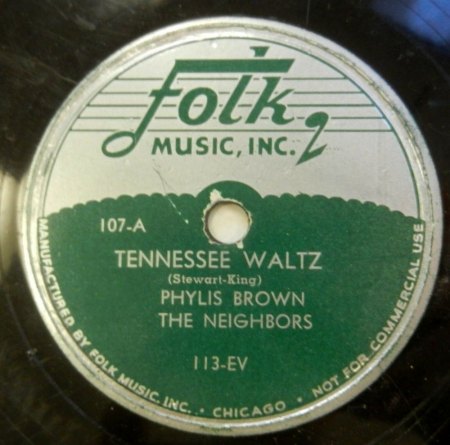 Folk
MUSIC, INC.
107-A
TENNESSEE WALTZ
(Stewart-King)
PHYLIS BROWN
THE NEIGHBORS
113-EV
MANUFACTURED BY FOLK MUSIC, INC. • CHICAGO • NOT FOR COMMERCIAL USE